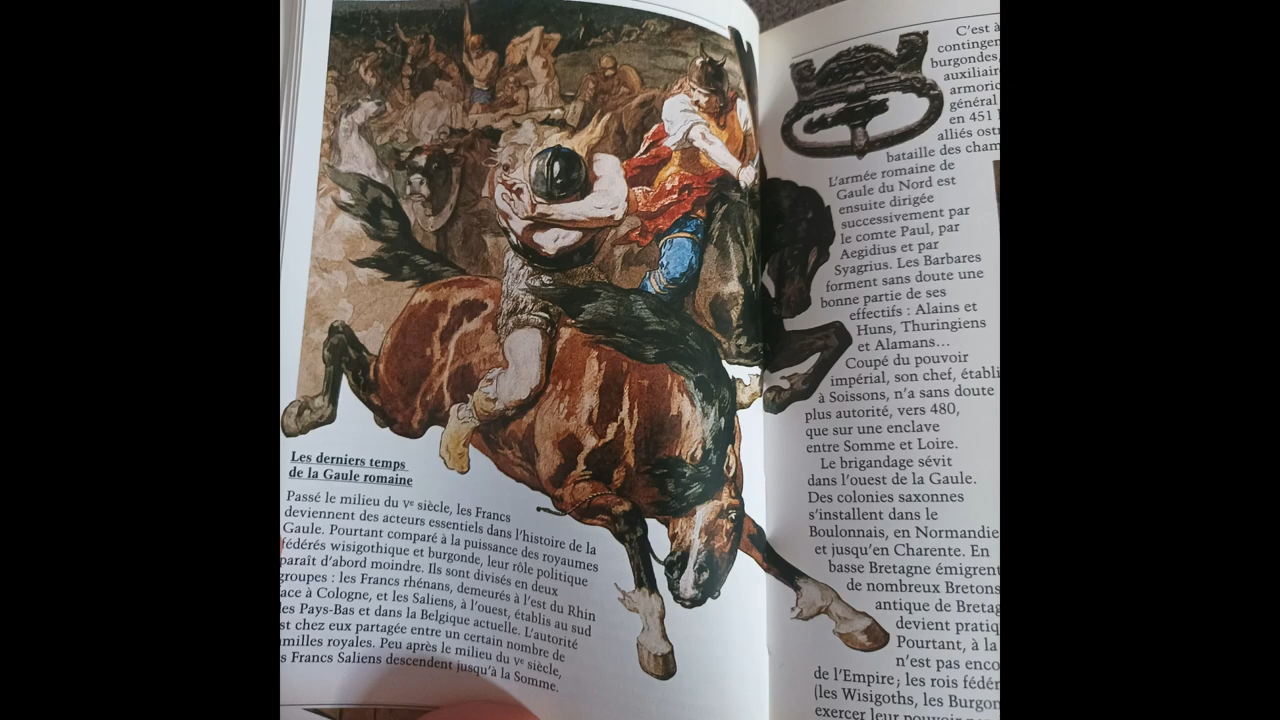 Les derniers temps
de la Gaule romaine
Passé le milieu du Ve siècle, les Francs
deviennent des acteurs essentiels dans l'histoire de la
Gaule. Pourtant comparé à la puissance des royaumes
fédérés wisigothique et burgonde, leur rôle politique
paraît d'abord moindre. Ils sont divisés en deux
groupes : les Francs rhénans, demeurés à l'est du Rhin
ace à Cologne, et les Saliens, à l'ouest, établis au sud
les Pays-Bas et dans la Belgique actuelle. L'autorité
st chez eux partagée entre un certain nombre de
milles royales. Peu après le milieu du Ve siècle,
s Francs Saliens descendent jusqu'à la Somme.
C'est à
continger
burgondes,
auxiliair
armoric
général
en 451
alliés ostr
bataille des cham
L'armée romaine de
Gaule du Nord est
ensuite dirigée
successivement par
le comte Paul, par
Aegidius et par
Syagrius. Les Barbares
forment sans doute une
bonne partie de ses
effectifs : Alains et
Huns, Thuringiens
et Alamans…
Coupé du pouvoir
impérial, son chef, établi
à Soissons, n'a sans doute
plus autorité, vers 480,
que sur une enclave
entre Somme et Loire.
Le brigandage sévit
dans l'ouest de la Gaule.
Des colonies saxonnes
s'installent dans le
Boulonnais, en Normandie
et jusqu'en Charente. En
basse Bretagne émigrent
de nombreux Bretons
antique de Bretag
devient pratiq
Pourtant, à la
n'est pas enco
de l'Empire ; les rois fédér
(les Wisigoths, les Burgon
exercer leur pouvoir